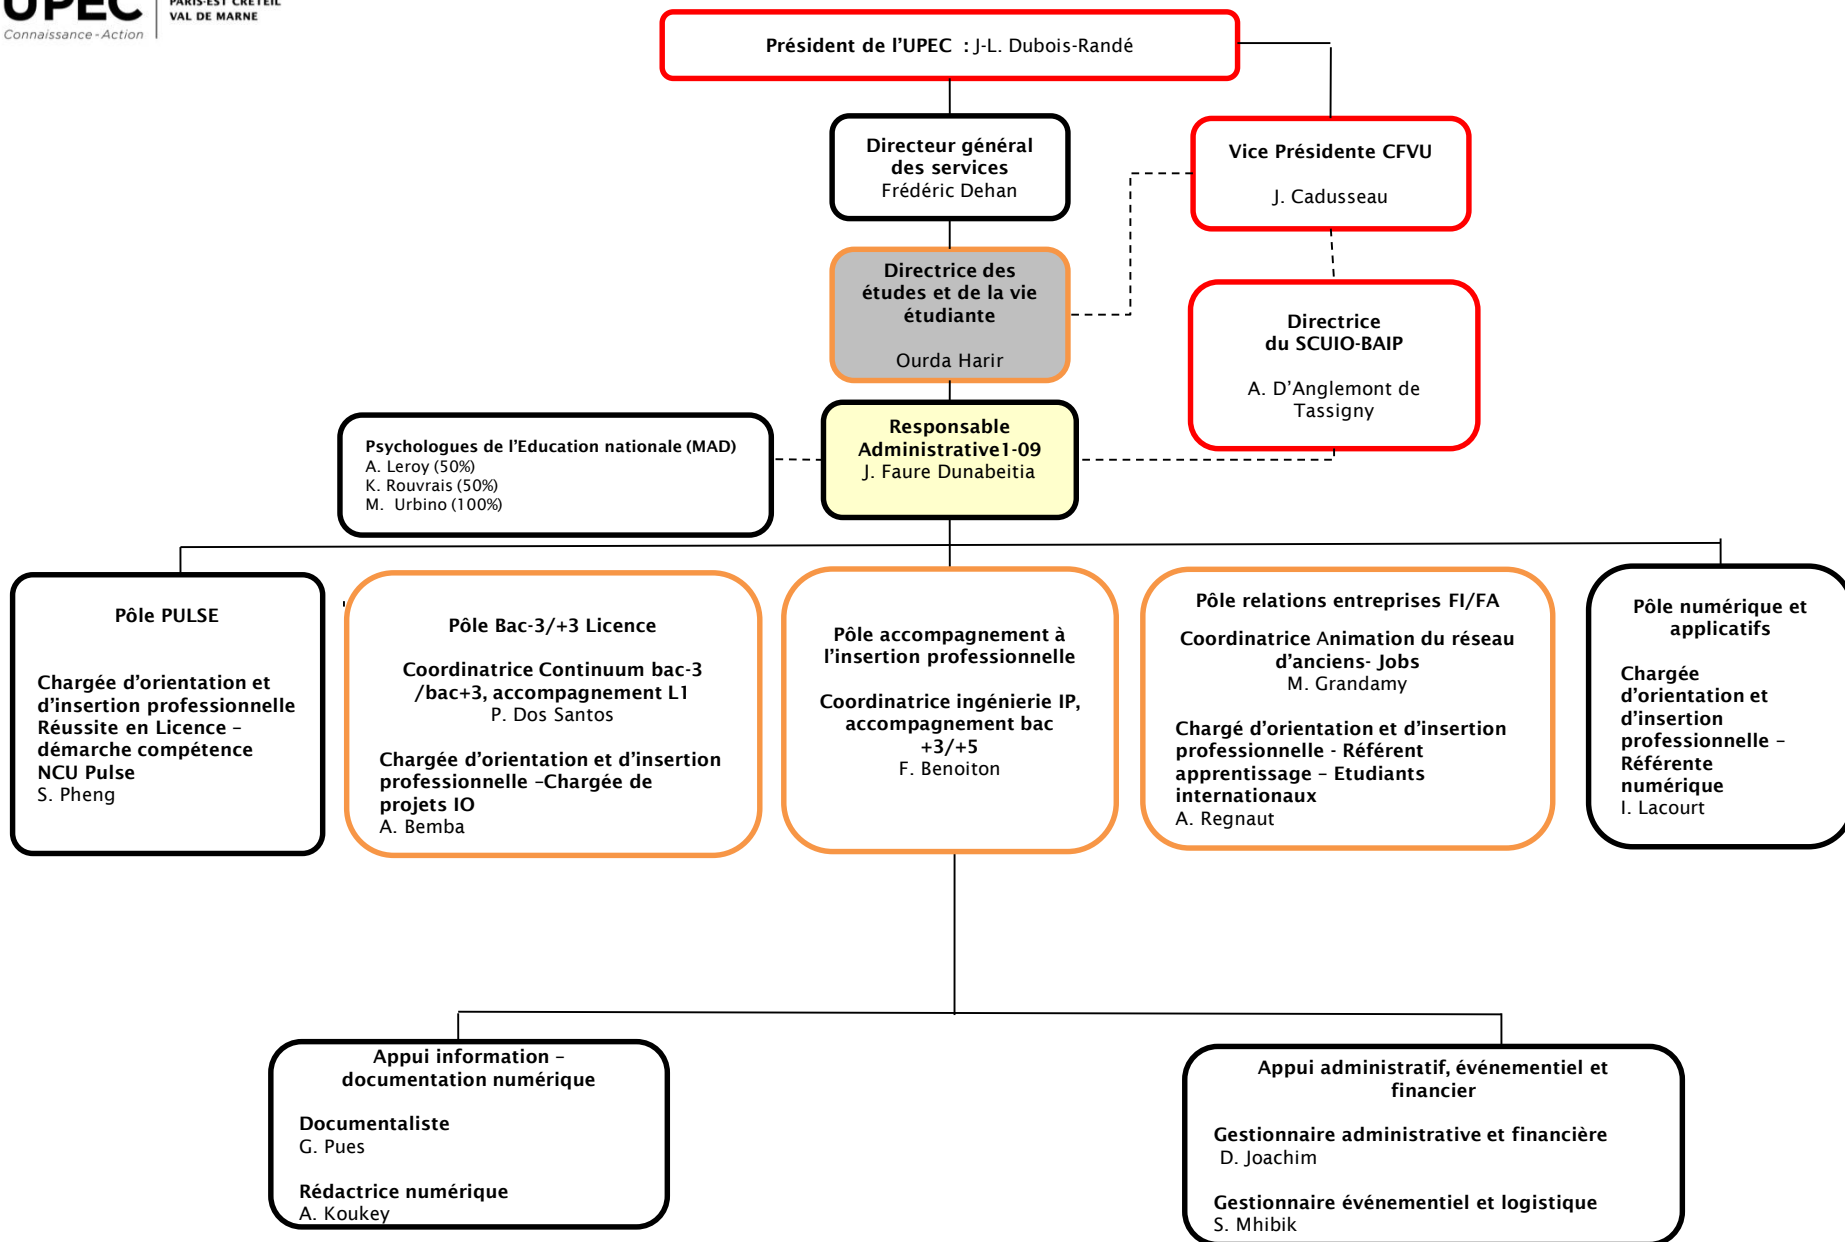 UPEC
PARIS-EST CRÉTEIL
VAL DE MARNE
Connaissance - Action
Président de l'UPEC : J-L. Dubois-Randé
Directeur général
des services
Frédéric Dehan
Vice Présidente CFVU
J. Cadusseau
Directrice des
études et de la vie
étudiante
Ourda Harir
Directrice
du SCUIO-BAIP
A. D'Anglemont de
Tassigny
Psychologues de l'Education nationale (MAD)
A. Leroy (50%)
K. Rouvrais (50%)
M. Urbino (100%)
Responsable
Administrative1-09
J. Faure Dunabeitia
Pôle PULSE
Chargée d'orientation et
d'insertion professionnelle
Réussite en Licence –
démarche compétence
NCU Pulse
S. Pheng
Pôle Bac-3/+3 Licence
Coordinatrice Continuum bac-3
/bac+3, accompagnement L1
P. Dos Santos
Chargée d'orientation et d'insertion
professionnelle –Chargée de
projets IO
A. Bemba
Pôle accompagnement à
l'insertion professionnelle
Coordinatrice ingénierie IP,
accompagnement bac
+3/+5
F. Benoiton
Pôle relations entreprises FI/FA
Coordinatrice Animation du réseau
d'anciens- Jobs
M. Grandamy
Chargé d'orientation et d'insertion
professionnelle - Référent
apprentissage – Etudiants
internationaux
A. Regnaut
Pôle numérique et
applicatifs
Chargée
d'orientation et
d'insertion
professionnelle –
Référente
numérique
I. Lacourt
Appui information –
documentation numérique
Documentaliste
G. Pues
Rédactrice numérique
A. Koukey
Appui administratif, événementiel et
financier
Gestionnaire administrative et financière
D. Joachim
Gestionnaire événementiel et logistique
S. Mhibik